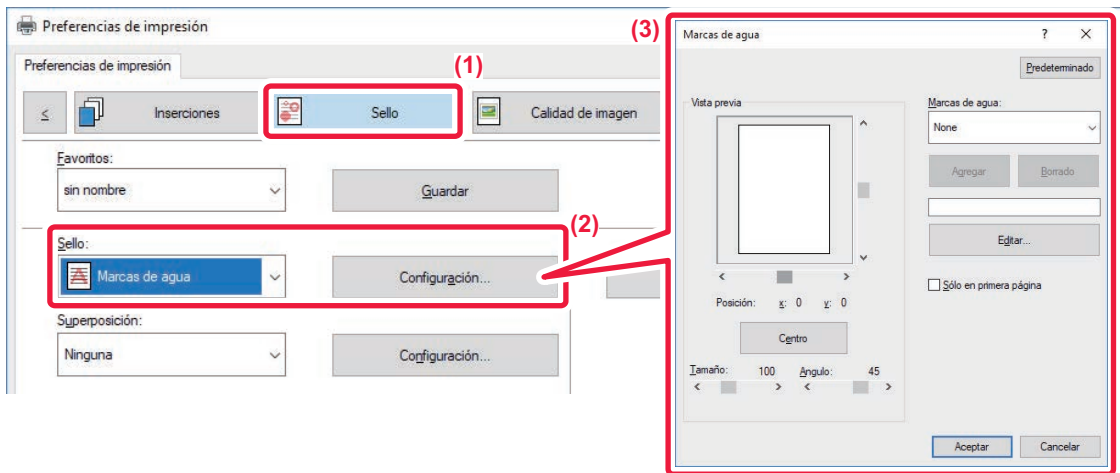 Preferencias de impresión
Preferencias de impresión
(1)
≤ Inserciones Sello Calidad de imagen
Favoritos:
sin nombre Guardar
(2)
Sello:
Marcas de agua Configuración...
Superposición:
Ninguna Configuración...
(3)
Marcas de agua ? X
Predeterminado
Vista previa
Marcas de agua:
None
Agregar Borrado
Editar...
Sólo en primera página
Posición: x: 0 y: 0
Centro
Tamaño: 100 Angulo: 45
Aceptar Cancelar